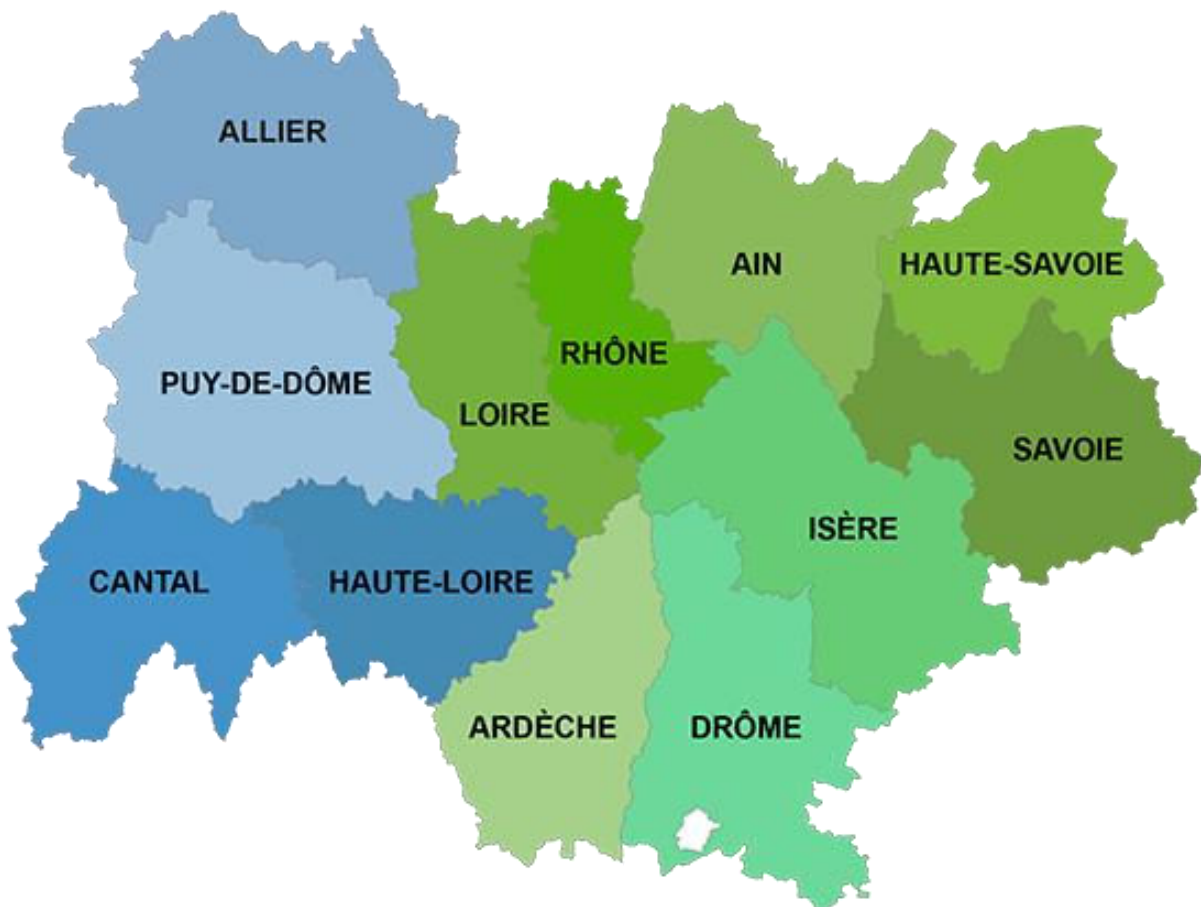 ALLIER
AIN
HAUTE-SAVOIE
RHÔNE
PUY-DE-DÔME
LOIRE
SAVOIE
ISÈRE
CANTAL
HAUTE-LOIRE
ARDÈCHE
DRÔME